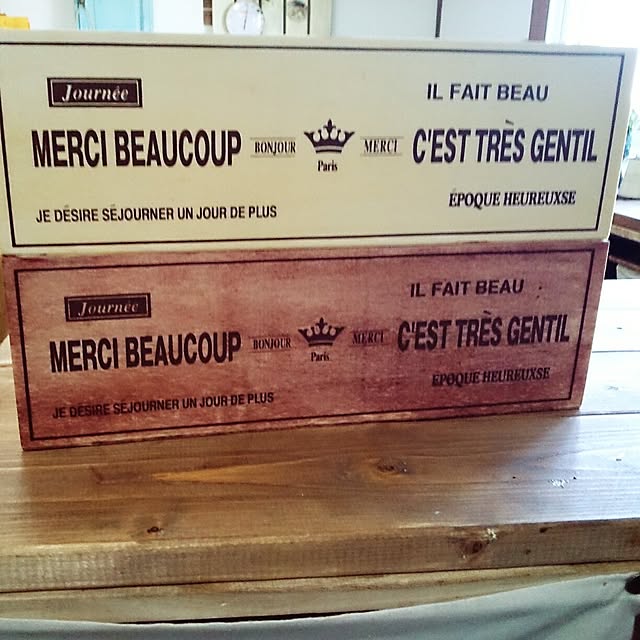 Journée
IL FAIT BEAU
MERCI BEAUCOUP BONJOUR MERCI C'EST TRÈS GENTIL
Paris
JE DÉSIRE SÉJOURNER UN JOUR DE PLUS
ÉPOQUE HEUREUXSE
Journée
IL FAIT BEAU
MERCI BEAUCOUP BONJOUR MERCI C'EST TRÈS GENTIL
Paris
JE DÉSIRE SÉJOURNER UN JOUR DE PLUS
ÉPOQUE HEUREUXSE